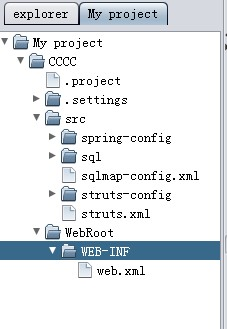 explorer My project
My project
CCCC
.project
.settings
src
spring-config
sql
sqlmap-config.xml
struts-config
struts.xml
WebRoot
WEB-INF
web.xml